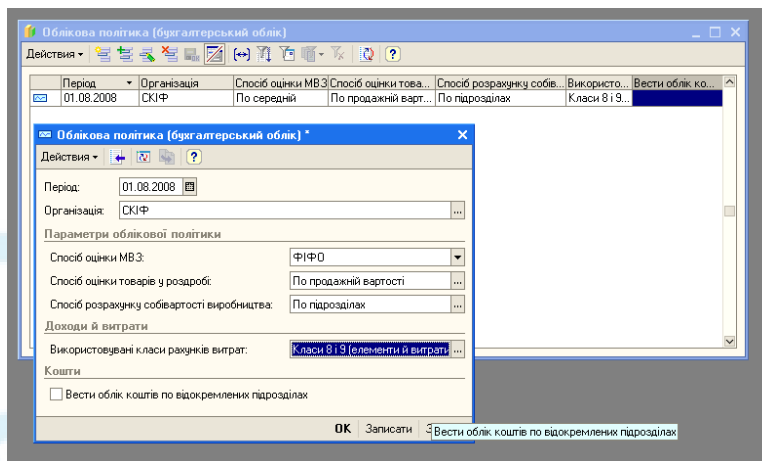 Облікова політика (бухгалтерський облік)
Действия
Период Організація Спосіб оцінки МВЗ Спосіб оцінки това... Спосіб розрахунку собів... Використо... Вести облік ко...
01.08.2008 СКІФ По середній По продажній варт... По підрозділах Класи 8 і 9...
Облікова політика (бухгалтерський облік) *
Действия
Період: 01.08.2008
Організація: СКІФ
Параметри облікової політики
Спосіб оцінки МВЗ: ФІФО
Спосіб оцінки товарів у роздробі: По продажній вартості
Спосіб розрахунку собівартості виробництва: По підрозділах
Доходи й витрати
Використовувані класи рахунків витрат: Класи 8 і 9 (елементи й витрати
Кошти
Вести облік коштів по відокремлених підрозділах
OK Записати З
Вести облік коштів по відокремлених підрозділах